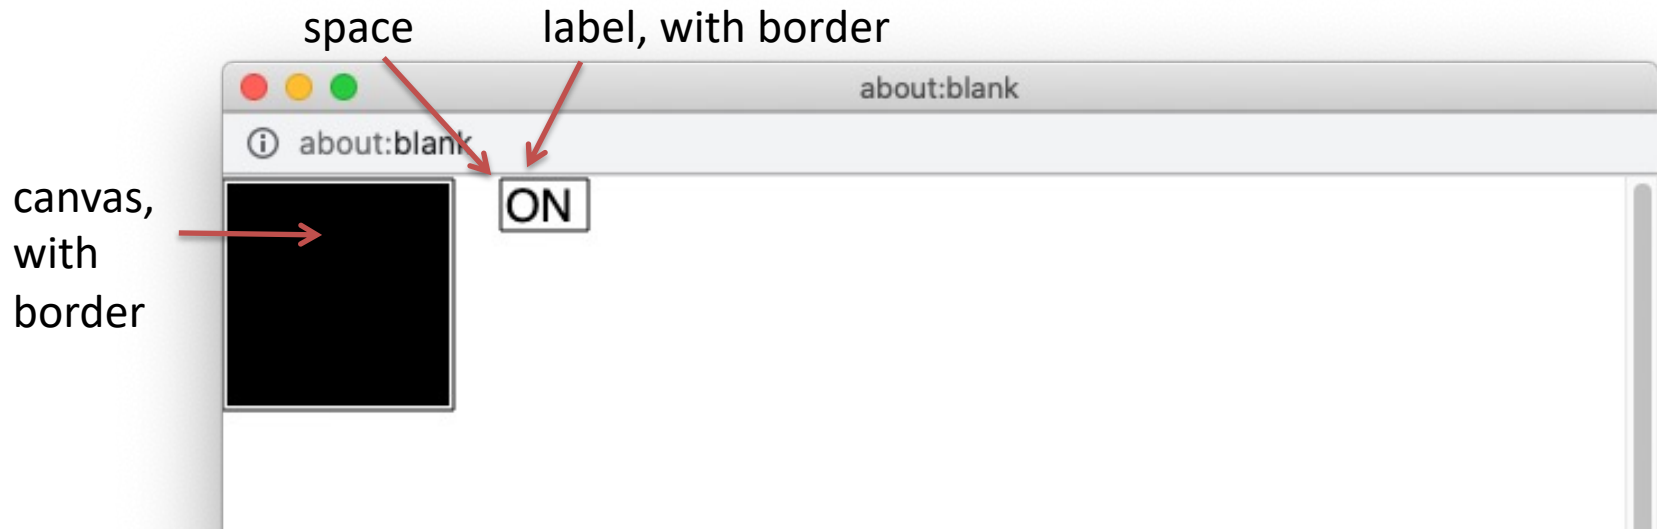 space
label, with border
about:blank
about:blank
canvas,
with
border
ON